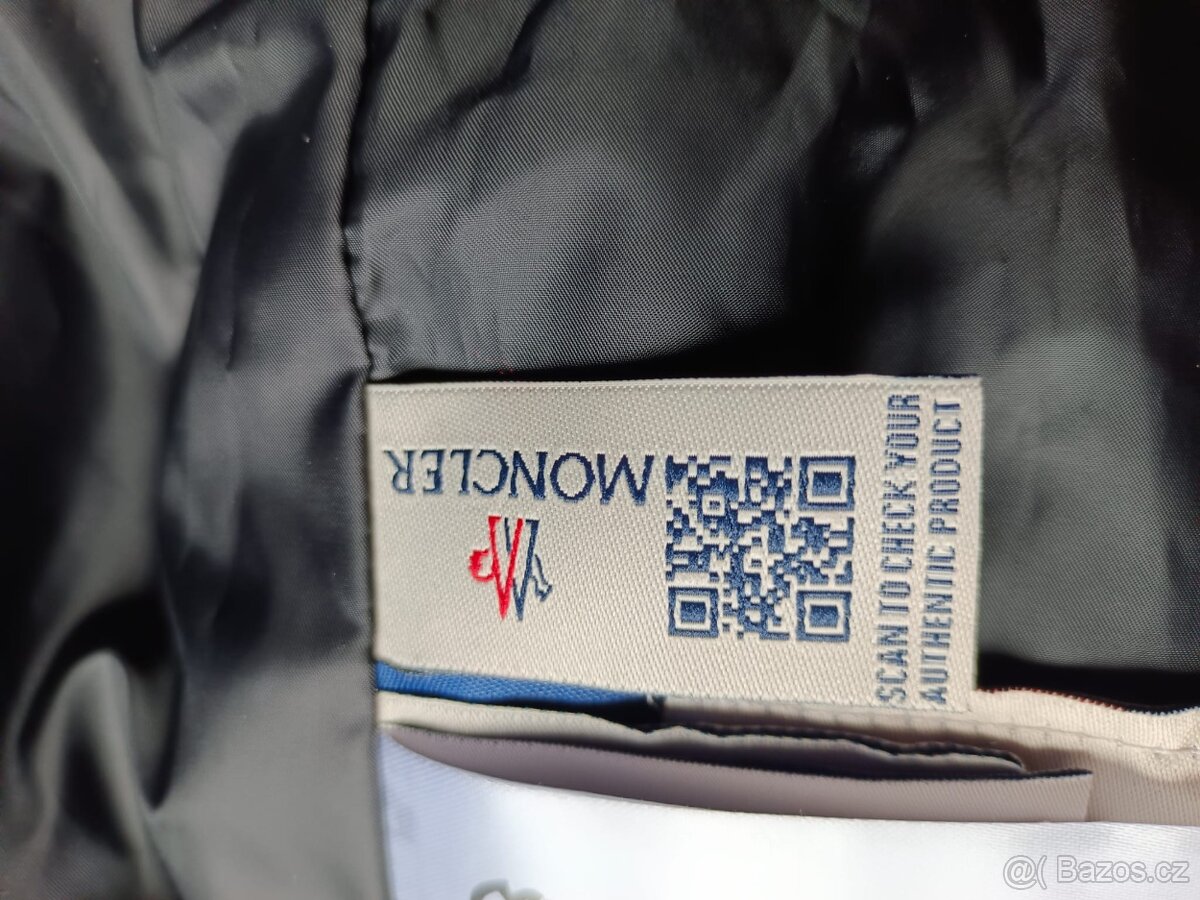 MONCLER
SCAN TO CHECK YOUR
AUTHENTIC PRODUCT
@( Bazos.cz